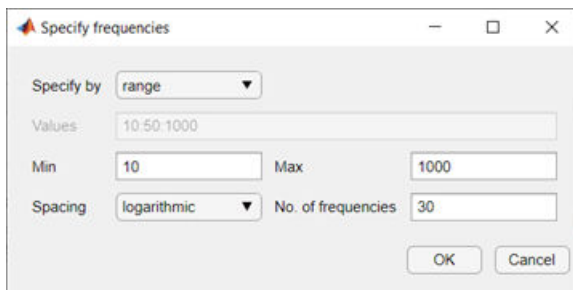 Specify frequencies
Specify by range
Values 10:50:1000
Min 10 Max 1000
Spacing logarithmic No. of frequencies 30
OK Cancel